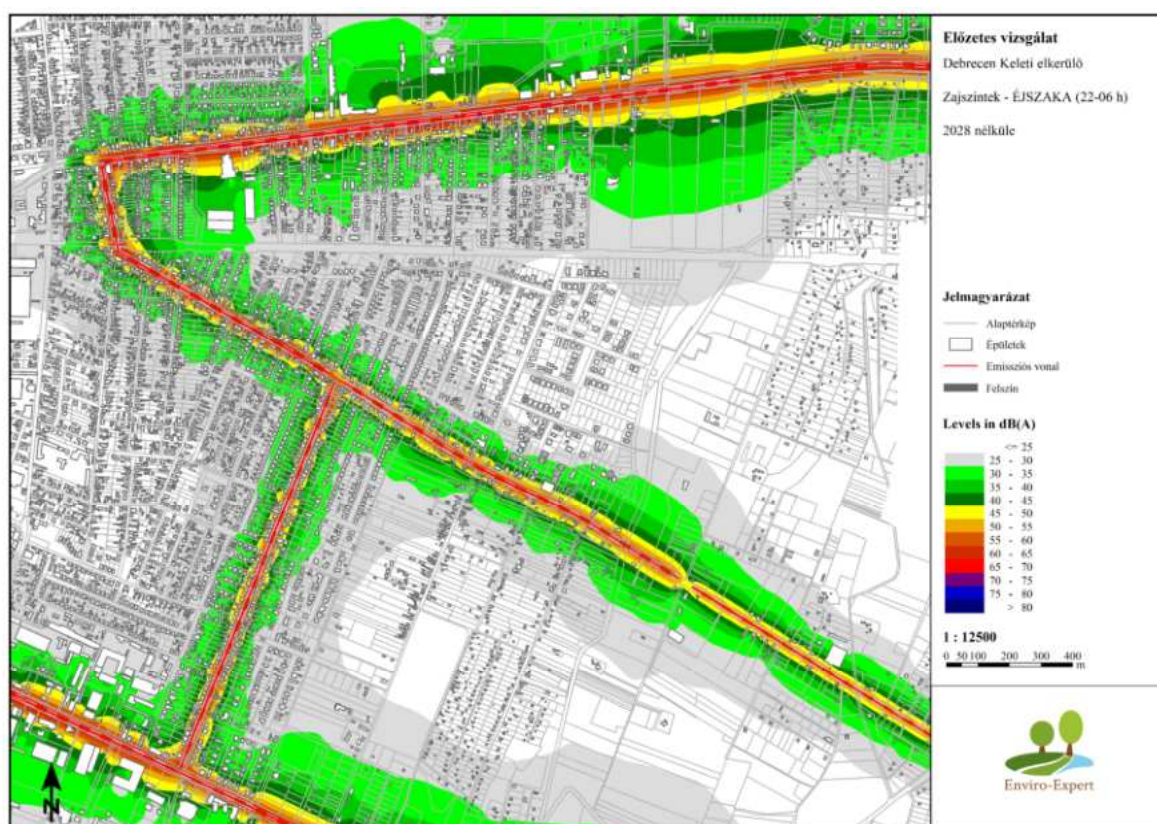 Előzetes vizsgálat
Debrecen Keleti elkerülő
Zajszintek - ÉJSZAKA (22-06 h)
2028 nélküle
Jelmagyarázat
Alaptérkép
Épületek
Emissziós vonal
Felszín
Levels in dB(A)
<= 25
25 - 30
30 - 35
35 - 40
40 - 45
45 - 50
50 - 55
55 - 60
60 - 65
65 - 70
70 - 75
75 - 80
> 80
1 : 12500
0 50 100 200 300 400
m
Enviro-Expert
N